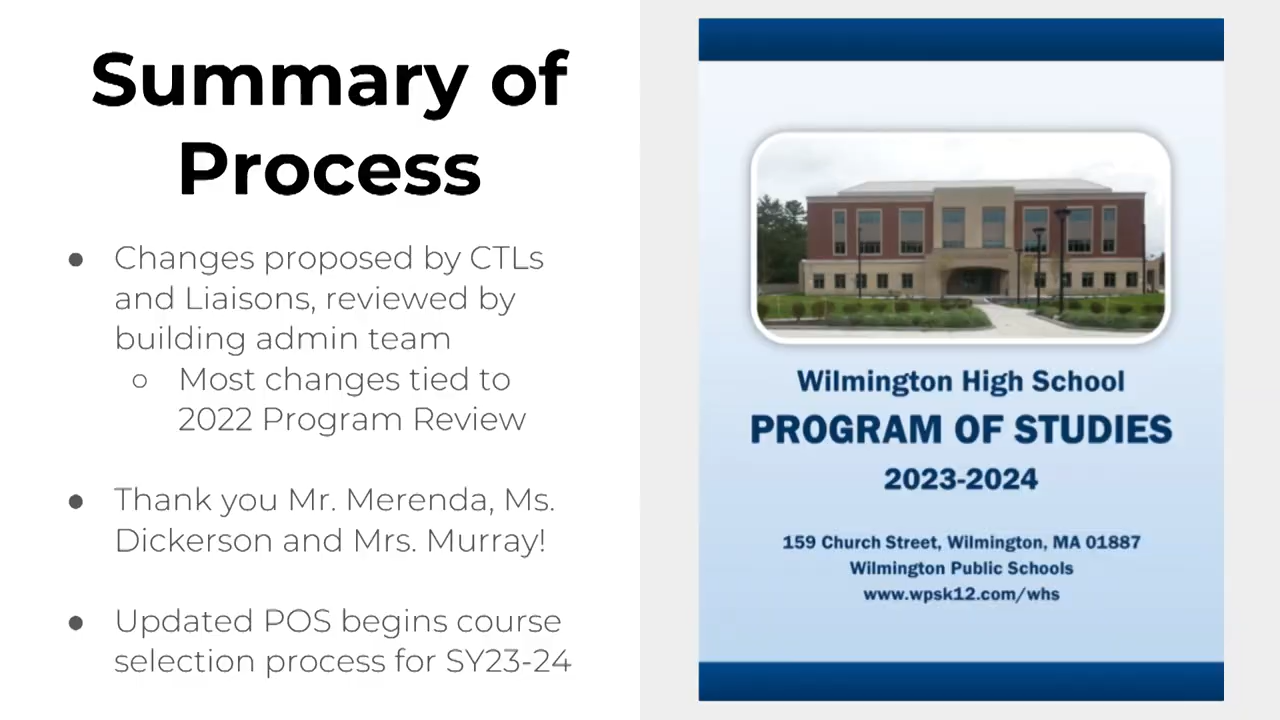 Summary of
Process
● Changes proposed by CTLs
and Liaisons, reviewed by
building admin team
○ Most changes tied to
2022 Program Review
● Thank you Mr. Merenda, Ms.
Dickerson and Mrs. Murray!
● Updated POS begins course
selection process for SY23-24
Wilmington High School
PROGRAM OF STUDIES
2023-2024
159 Church Street, Wilmington, MA 01887
Wilmington Public Schools
www.wpsk12.com/whs